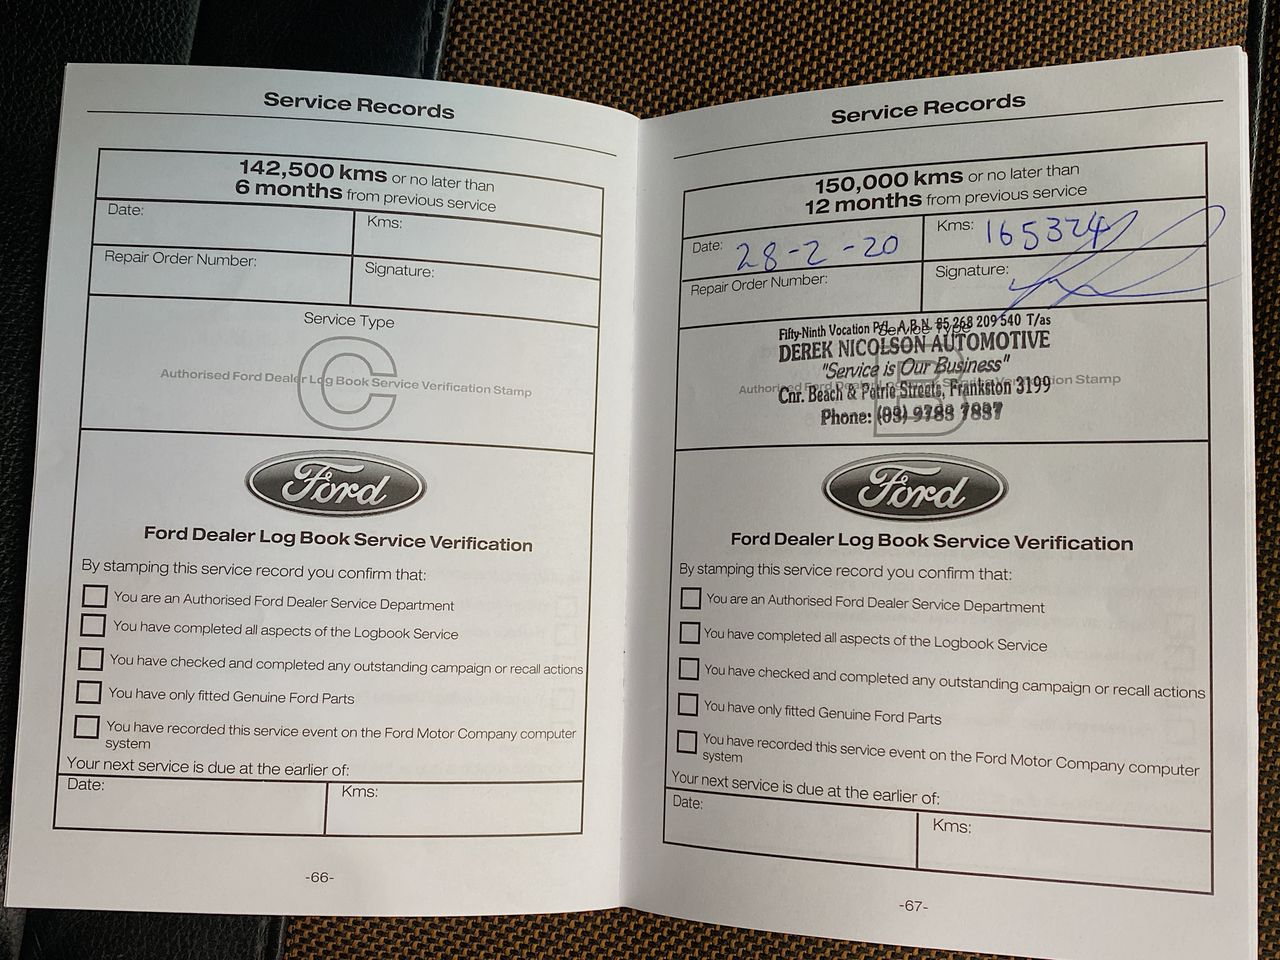 Service Records
142,500 kms or no later than
6 months from previous service
Date:
Kms:
Repair Order Number:
Signature:
Service Type
C
Authorised Ford Dealer Log Book Service Verification Stamp
Ford
Ford Dealer Log Book Service Verification
By stamping this service record you confirm that:
You are an Authorised Ford Dealer Service Department
You have completed all aspects of the Logbook Service
You have checked and completed any outstanding campaign or recall actions
You have only fitted Genuine Ford Parts
You have recorded this service event on the Ford Motor Company computer
system
Your next service is due at the earlier of:
Date:
Kms:
-66-
Service Records
150,000 kms or no later than
12 months from previous service
Date: 28-2-20
Kms: 165324
Repair Order Number:
Signature:
Fifty-Ninth Vocation P/L A.B.N. 85 268 209 540 T/as
Service Type
DEREK NICOLSON AUTOMOTIVE
"Service is Our Business"
B
Authorised Ford Dealer Log Book Service Verification Stamp
Cnr. Beach & Petrie Streets, Frankston 3199
Phone: (03) 9783 7837
Ford
Ford Dealer Log Book Service Verification
By stamping this service record you confirm that:
You are an Authorised Ford Dealer Service Department
You have completed all aspects of the Logbook Service
You have checked and completed any outstanding campaign or recall actions
You have only fitted Genuine Ford Parts
You have recorded this service event on the Ford Motor Company computer
system
Your next service is due at the earlier of:
Date:
Kms:
-67-